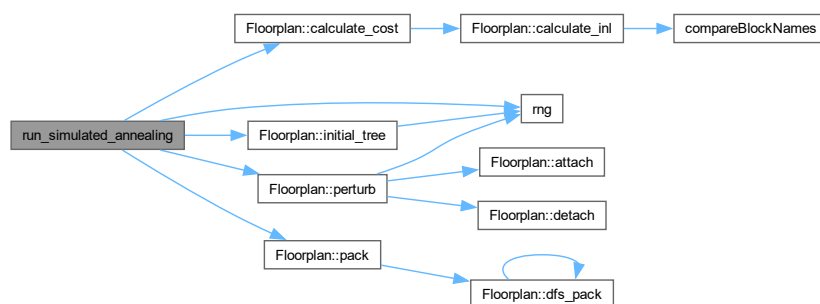 Floorplan::calculate_cost
Floorplan::calculate_inl
compareBlockNames
rng
run_simulated_annealing
Floorplan::initial_tree
Floorplan::attach
Floorplan::perturb
Floorplan::detach
Floorplan::pack
Floorplan::dfs_pack